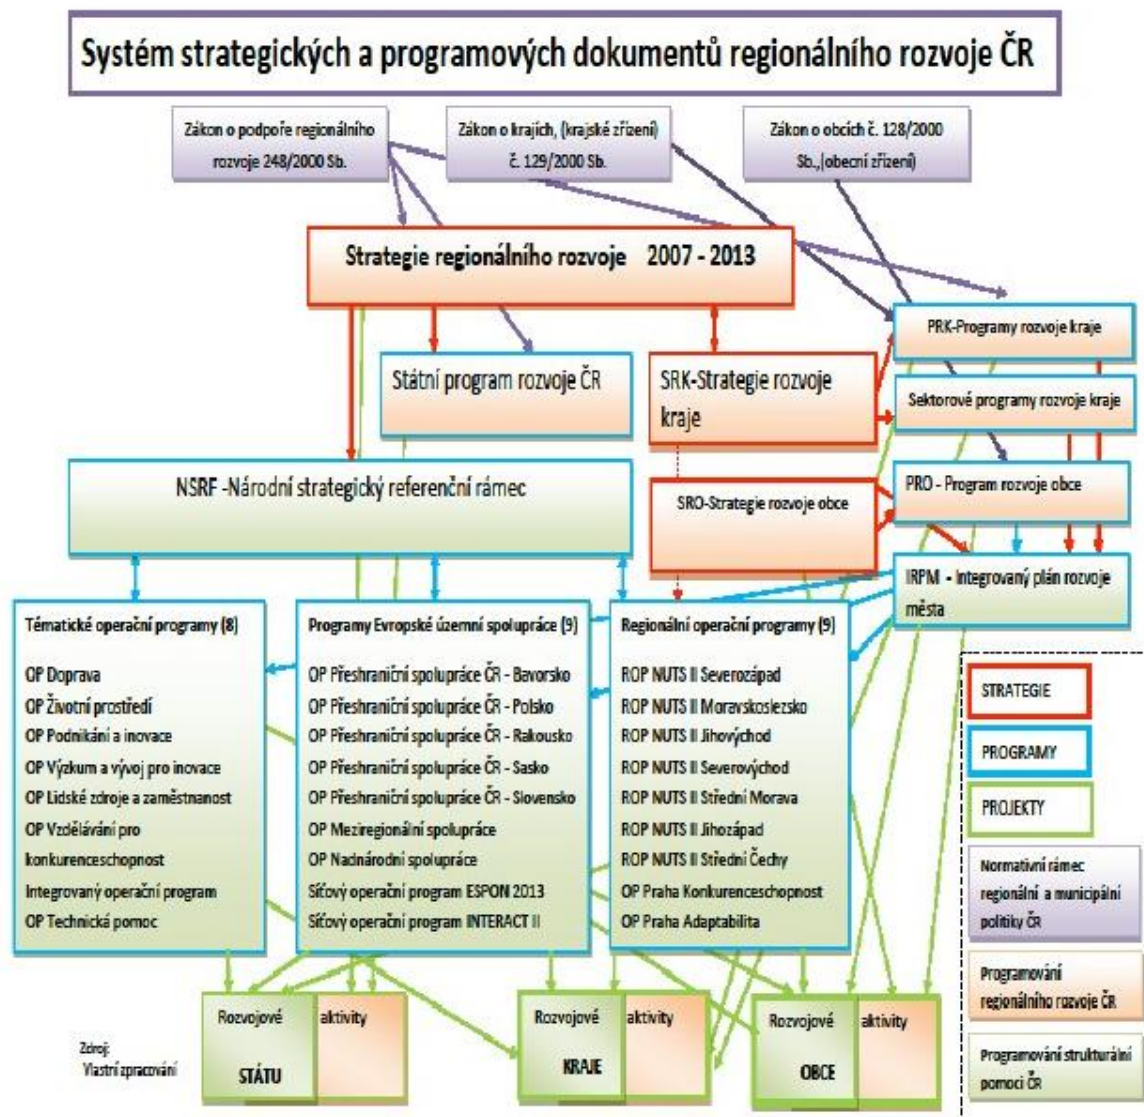 Systém strategických a programových dokumentů regionálního rozvoje ČR
Zákon o podpoře regionálního
rozvoje 248/2000 Sb.
Zákon o krajích, (krajské zřízení)
č. 129/2000 Sb.
Zákon o obcích č. 128/2000
Sb.,(obecní zřízení)
Strategie regionálního rozvoje 2007 - 2013
PRK-Programy rozvoje kraje
Státní program rozvoje ČR
SRK-Strategie rozvoje
kraje
Sektorové programy rozvoje kraje
NSRF -Národní strategický referenční rámec
SRO-Strategie rozvoje obce
PRO - Program rozvoje obce
IRPM - Integrovaný plán rozvoje
města
Tématické operační programy (8)
OP Doprava
OP Životní prostředí
OP Podnikání a inovace
OP Výzkum a vývoj pro inovace
OP Lidské zdroje a zaměstnanost
OP Vzdělávání pro
konkurenceschopnost
Integrovaný operační program
OP Technická pomoc
Programy Evropské územní spolupráce (9)
OP Přeshraniční spolupráce ČR - Bavorsko
OP Přeshraniční spolupráce ČR - Polsko
OP Přeshraniční spolupráce ČR - Rakousko
OP Přeshraniční spolupráce ČR - Sasko
OP Přeshraniční spolupráce ČR - Slovensko
OP Meziregionální spolupráce
OP Nadnárodní spolupráce
Síťový operační program ESPON 2013
Síťový operační program INTERACT II
Regionální operační programy (9)
ROP NUTS II Severozápad
ROP NUTS II Moravskoslezsko
ROP NUTS II Jihovýchod
ROP NUTS II Severovýchod
ROP NUTS II Střední Morava
ROP NUTS II Jihozápad
ROP NUTS II Střední Čechy
OP Praha Konkurenceschopnost
OP Praha Adaptabilita
STRATEGIE
PROGRAMY
PROJEKTY
Normativní rámec
regionální a municipální
politiky ČR
Programování
regionálního rozvoje ČR
Programování strukturální
pomoci ČR
Rozvojové aktivity
STÁTU
Rozvojové aktivity
KRAJE
Rozvojové aktivity
OBCE
Zdroj:
Vlastní zpracování